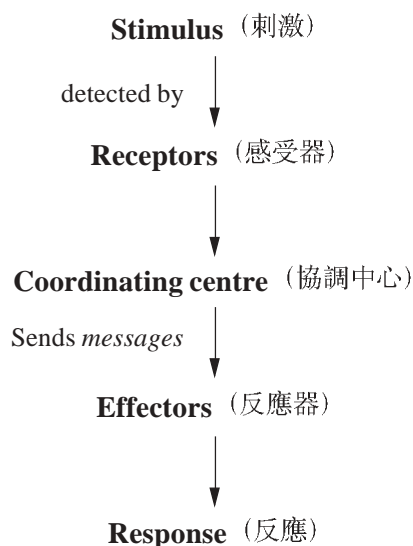 Stimulus (刺激)
detected by
Receptors (感受器)
Coordinating centre (協調中心)
Sends messages
Effectors (反應器)
Response (反應)